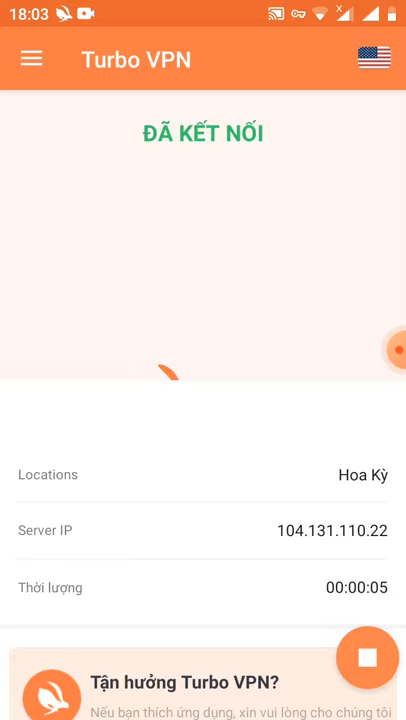 18:03
Turbo VPN
ĐÃ KẾT NỐI
Locations
Hoa Kỳ
Server IP
104.131.110.22
Thời lượng
00:00:05
Tận hưởng Turbo VPN?
Nếu bạn thích ứng dụng, xin vui lòng cho chúng tôi